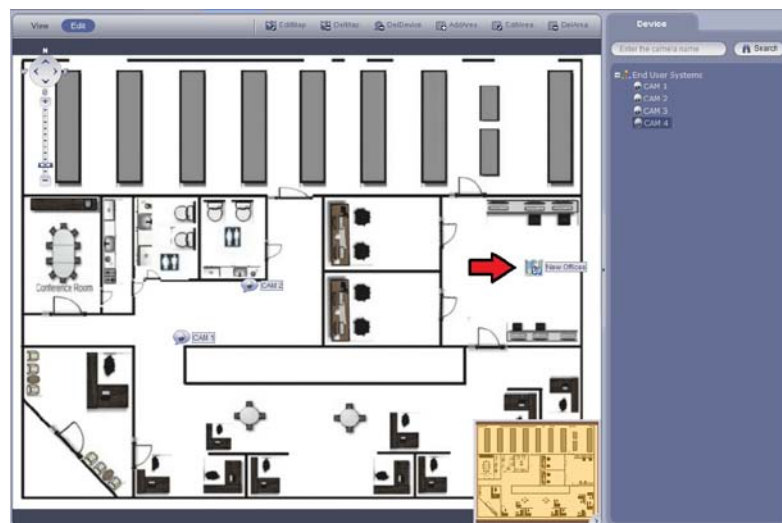 View Edit EditMap DelMap DelDevice AddArea EditArea DelArea
Device
Enter the camera name Search
End User Systems
CAM 1
CAM 2
CAM 3
CAM 4
N
Conference Room
New Offices
CAM 2
CAM 1